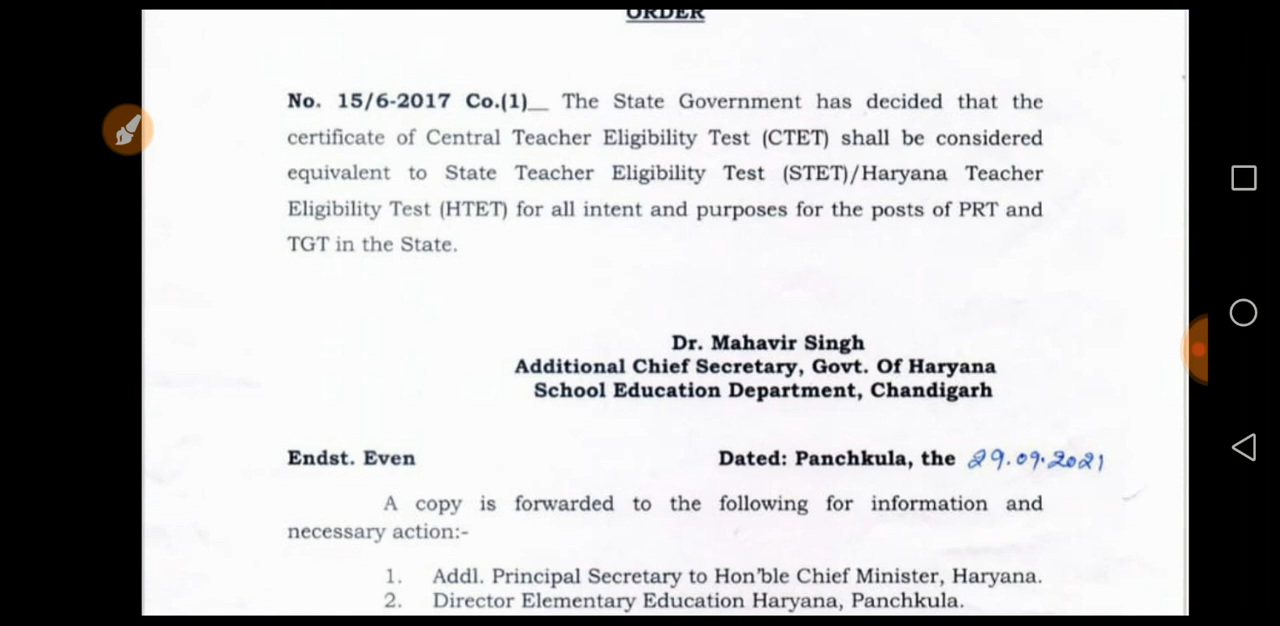 ORDER
No. 15/6-2017 Co.(1)__ The State Government has decided that the
certificate of Central Teacher Eligibility Test (CTET) shall be considered
equivalent to State Teacher Eligibility Test (STET)/Haryana Teacher
Eligibility Test (HTET) for all intent and purposes for the posts of PRT and
TGT in the State.
Dr. Mahavir Singh
Additional Chief Secretary, Govt. Of Haryana
School Education Department, Chandigarh
Endst. Even Dated: Panchkula, the 29.09.2021
A copy is forwarded to the following for information and
necessary action:-
1. Addl. Principal Secretary to Hon'ble Chief Minister, Haryana.
2. Director Elementary Education Haryana, Panchkula.